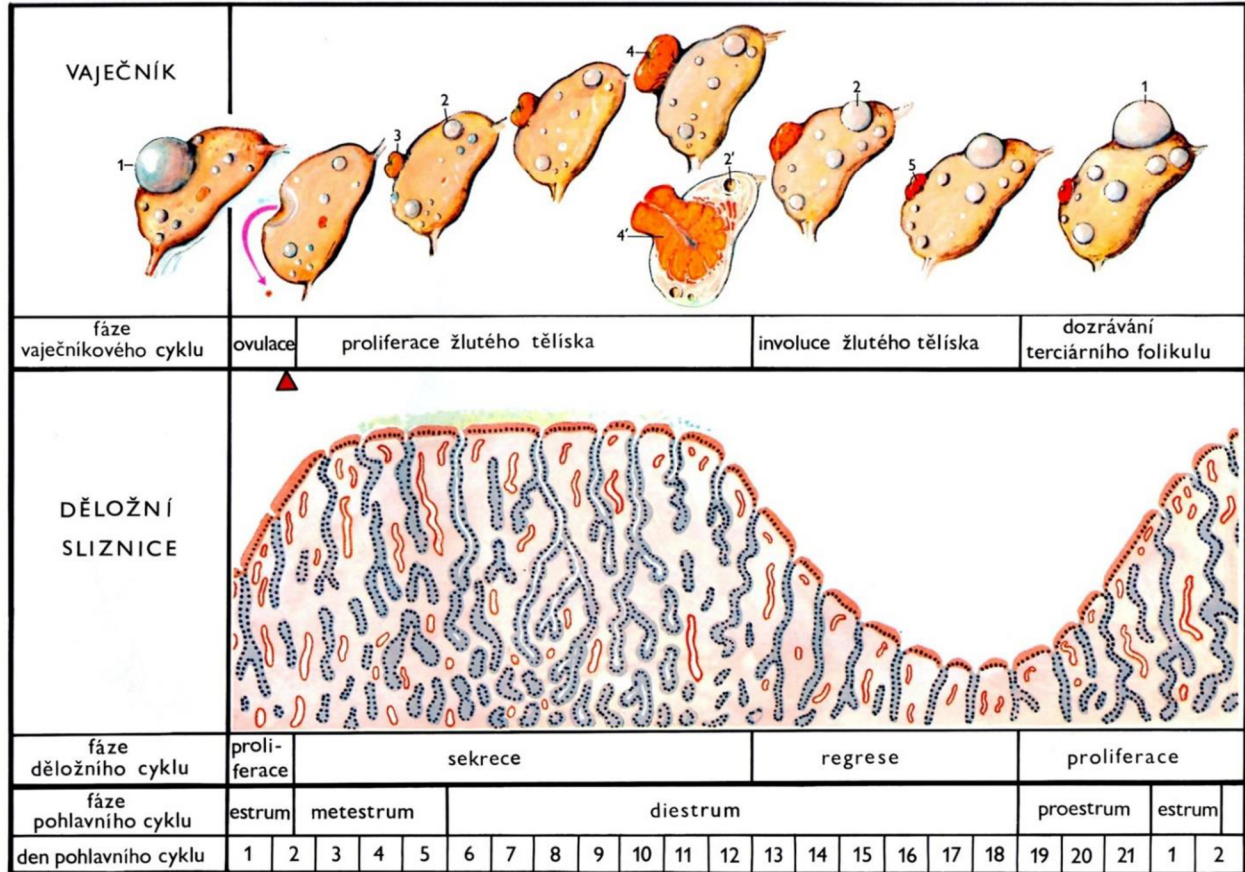 VAJEČNÍK
1
2
3
4
4'
2'
2
5
1
fáze
vaječníkového cyklu
ovulace
proliferace žlutého tělíska
involuce žlutého tělíska
dozrávání
terciárního folikulu
DĚLOŽNÍ
SLIZNICE
fáze
děložního cyklu
proli-
ferace
sekrece
regrese
proliferace
fáze
pohlavního cyklu
estrum
metestrum
diestrum
proestrum
estrum
den pohlavního cyklu 1 2 3 4 5 6 7 8 9 10 11 12 13 14 15 16 17 18 19 20 21 1 2